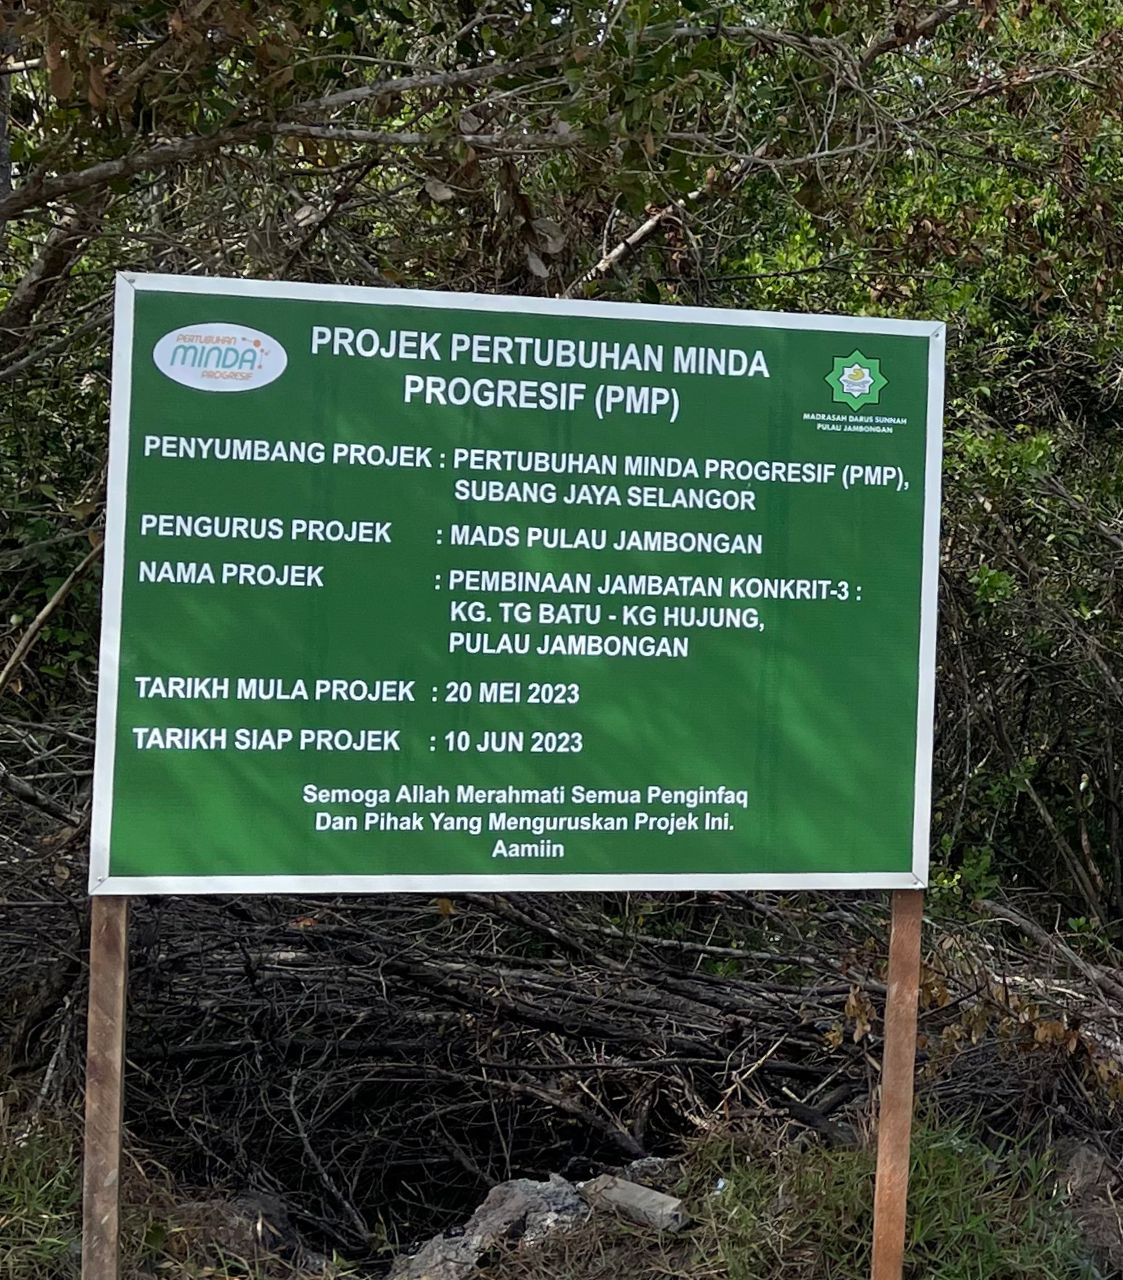 PERTUBUHAN
MINDA
PROGRESIF
PROJEK PERTUBUHAN MINDA
PROGRESIF (PMP)
MADRASAH DARUS SUNNAH
PULAU JAMBONGAN
PENYUMBANG PROJEK : PERTUBUHAN MINDA PROGRESIF (PMP),
SUBANG JAYA SELANGOR
PENGURUS PROJEK : MADS PULAU JAMBONGAN
NAMA PROJEK : PEMBINAAN JAMBATAN KONKRIT-3 :
KG. TG BATU - KG HUJUNG,
PULAU JAMBONGAN
TARIKH MULA PROJEK : 20 MEI 2023
TARIKH SIAP PROJEK : 10 JUN 2023
Semoga Allah Merahmati Semua Penginfaq
Dan Pihak Yang Menguruskan Projek Ini.
Aamiin